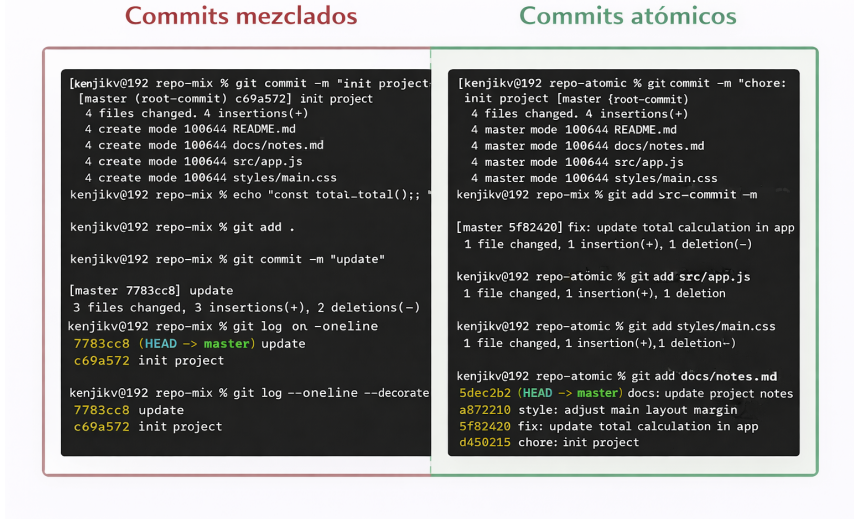 Commits mezclados
[kenjikv@192 repo-mix % git commit -m "init project
[master (root-commit) c69a572] init project
4 files changed. 4 insertions(+)
4 create mode 100644 README.md
4 create mode 100644 docs/notes.md
4 create mode 100644 src/app.js
4 create mode 100644 styles/main.css
kenjikv@192 repo-mix % echo "const total_total();; "
kenjikv@192 repo-mix % git add .
kenjikv@192 repo-mix % git commit -m "update"
[master 7783cc8] update
3 files changed, 3 insertions(+), 2 deletions(−)
kenjikv@192 repo-mix % git log on -oneline
7783cc8 (HEAD -> master) update
c69a572 init project
kenjikv@192 repo-mix % git log --oneline --decorate
7783cc8 update
c69a572 init project
Commits atómicos
[kenjikv@192 repo-atomic % git commit -m "chore:
init project [master {root-commit)
4 files changed. 4 insertions(+)
4 master mode 100644 README.md
4 master mode 100644 docs/notes.md
4 master mode 100644 src/app.js
4 master mode 100644 styles/main.css
kenjikv@192 repo-mix % git add src-commit -m
[master 5f82420] fix: update total calculation in app
1 file changed, 1 insertion(+), 1 deletion(−)
kenjikv@192 repo-atomic % git add src/app.js
1 file changed, 1 insertion(+), 1 deletion
kenjikv@192 repo-atomic % git add styles/main.css
1 file changed, 1 insertion(+),1 deletion−)
kenjikv@192 repo-atomic % git add docs/notes.md
5dec2b2 (HEAD -> master) docs: update project notes
a872210 style: adjust main layout margin
5f82420 fix: update total calculation in app
d450215 chore: init project